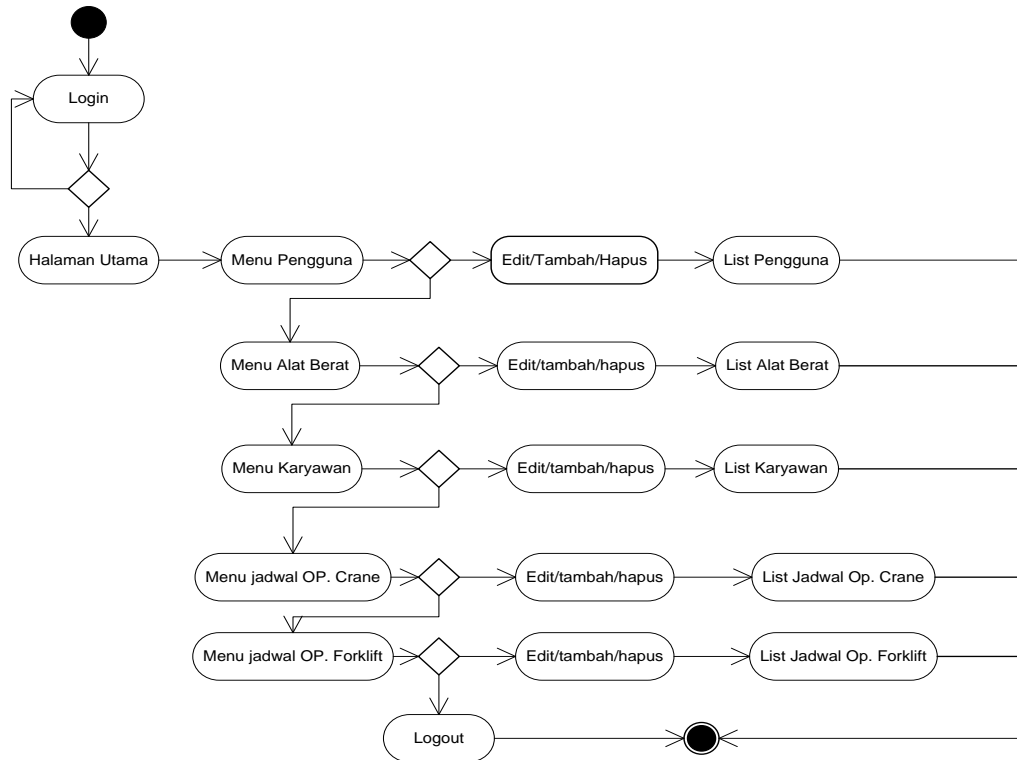 Login
Halaman Utama
Menu Pengguna
Edit/Tambah/Hapus
List Pengguna
Menu Alat Berat
Edit/tambah/hapus
List Alat Berat
Menu Karyawan
Edit/tambah/hapus
List Karyawan
Menu jadwal OP. Crane
Edit/tambah/hapus
List Jadwal Op. Crane
Menu jadwal OP. Forklift
Edit/tambah/hapus
List Jadwal Op. Forklift
Logout